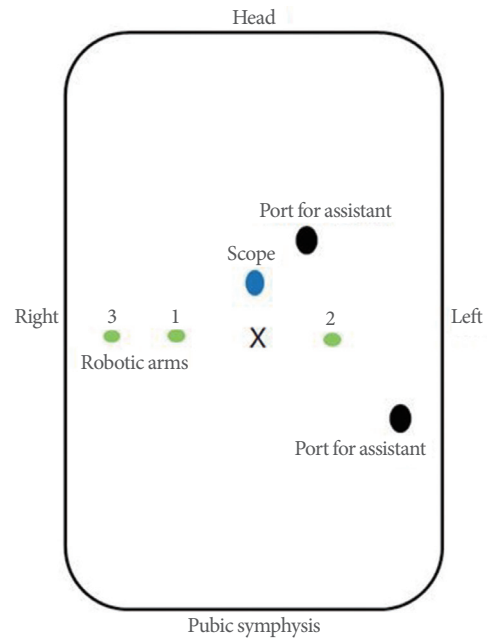 Head
Port for assistant
Scope
Right
3
1
X
2
Left
Robotic arms
Port for assistant
Pubic symphysis